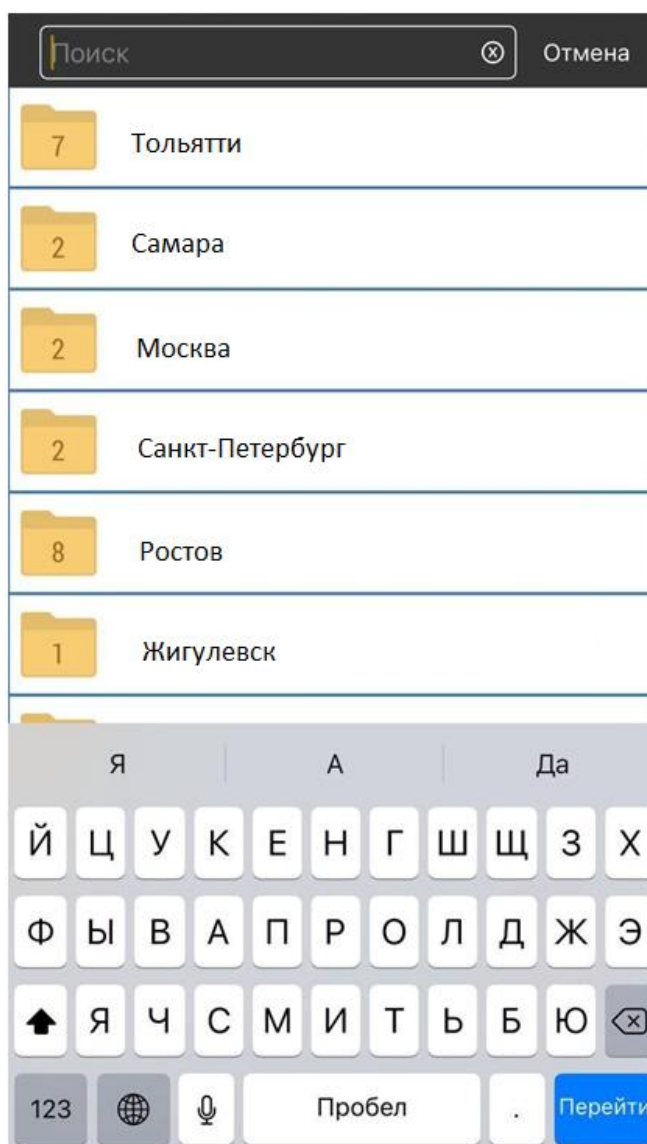 Поиск Отмена
7 Тольятти
2 Самара
2 Москва
2 Санкт-Петербург
8 Ростов
1 Жигулевск
Я А Да
Й Ц У К Е Н Г Ш Щ З Х
Ф Ы В А П Р О Л Д Ж Э
Я Ч С М И Т Ь Б Ю
123 Пробел . Перейти